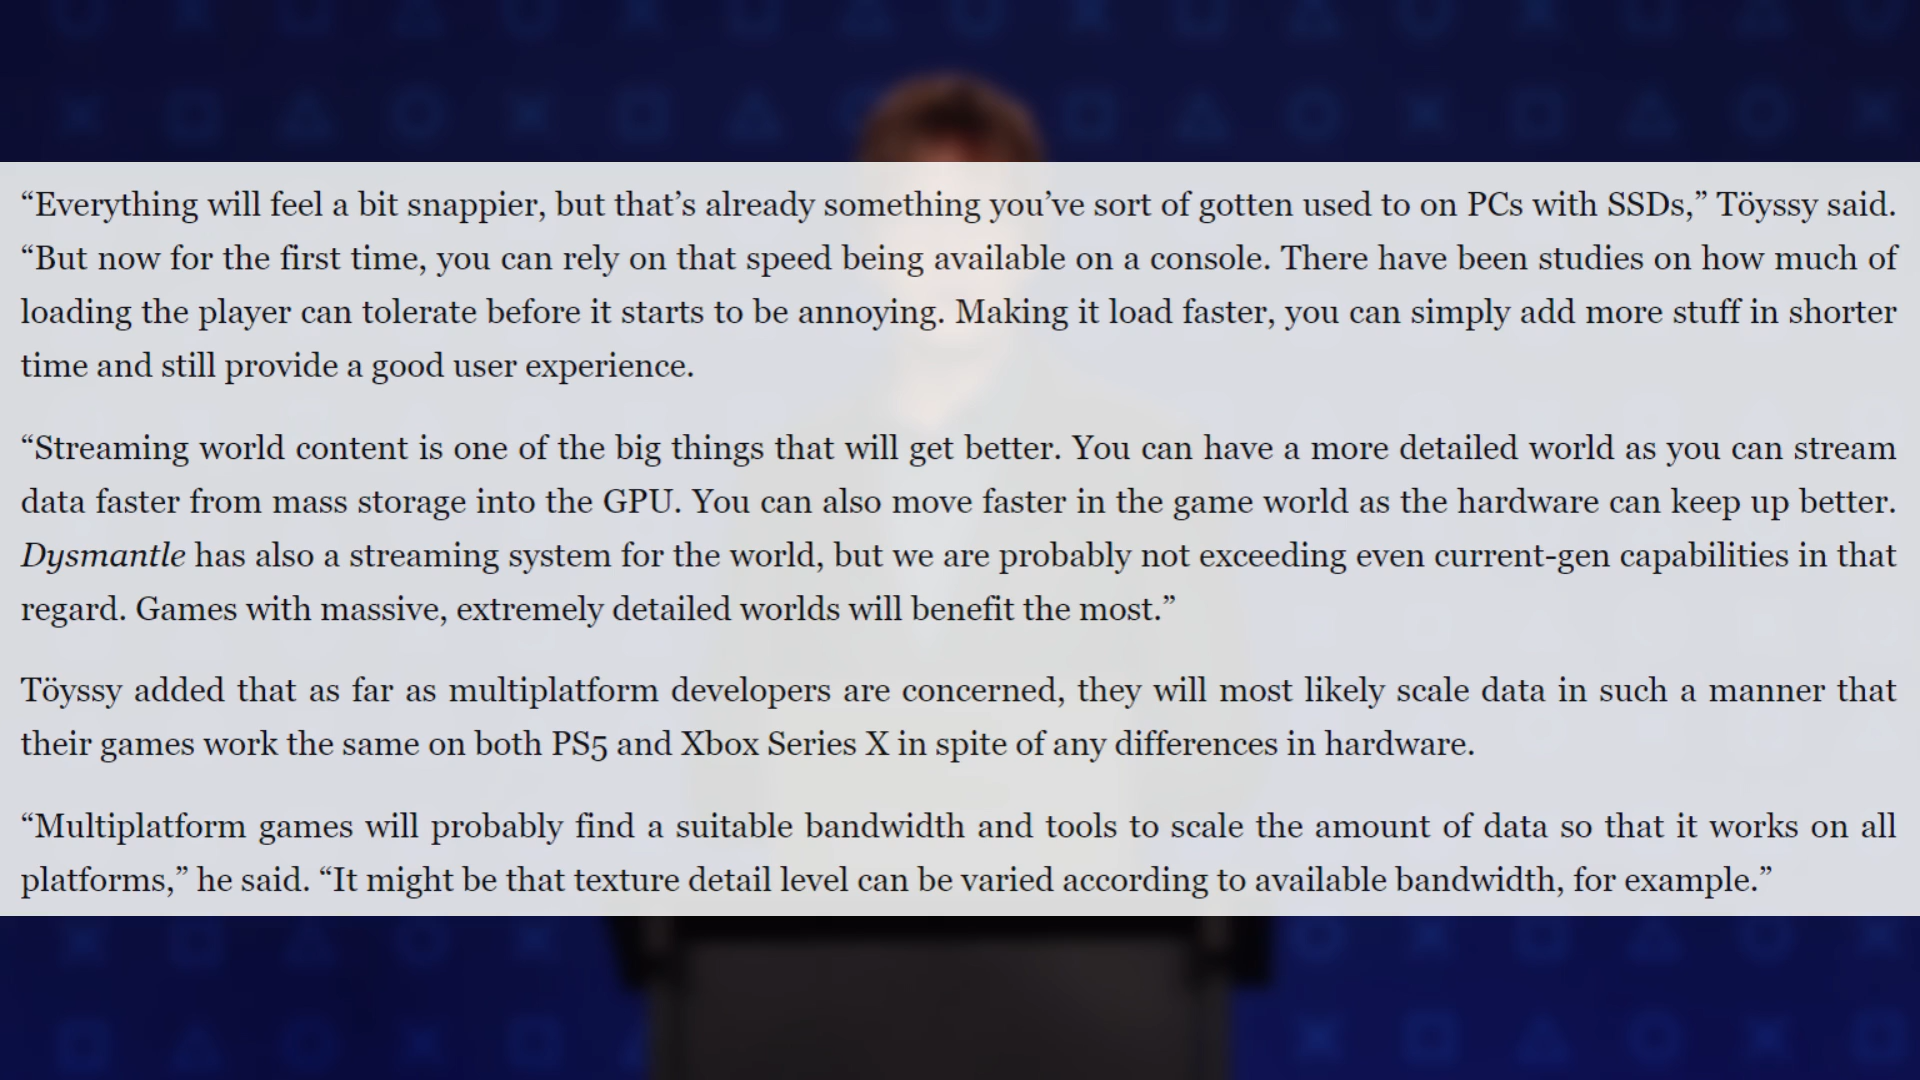 “Everything will feel a bit snappier, but that’s already something you’ve sort of gotten used to on PCs with SSDs,” Töyssy said.
“But now for the first time, you can rely on that speed being available on a console. There have been studies on how much of
loading the player can tolerate before it starts to be annoying. Making it load faster, you can simply add more stuff in shorter
time and still provide a good user experience.
“Streaming world content is one of the big things that will get better. You can have a more detailed world as you can stream
data faster from mass storage into the GPU. You can also move faster in the game world as the hardware can keep up better.
Dysmantle has also a streaming system for the world, but we are probably not exceeding even current-gen capabilities in that
regard. Games with massive, extremely detailed worlds will benefit the most.”
Töyssy added that as far as multiplatform developers are concerned, they will most likely scale data in such a manner that
their games work the same on both PS5 and Xbox Series X in spite of any differences in hardware.
“Multiplatform games will probably find a suitable bandwidth and tools to scale the amount of data so that it works on all
platforms,” he said. “It might be that texture detail level can be varied according to available bandwidth, for example.”